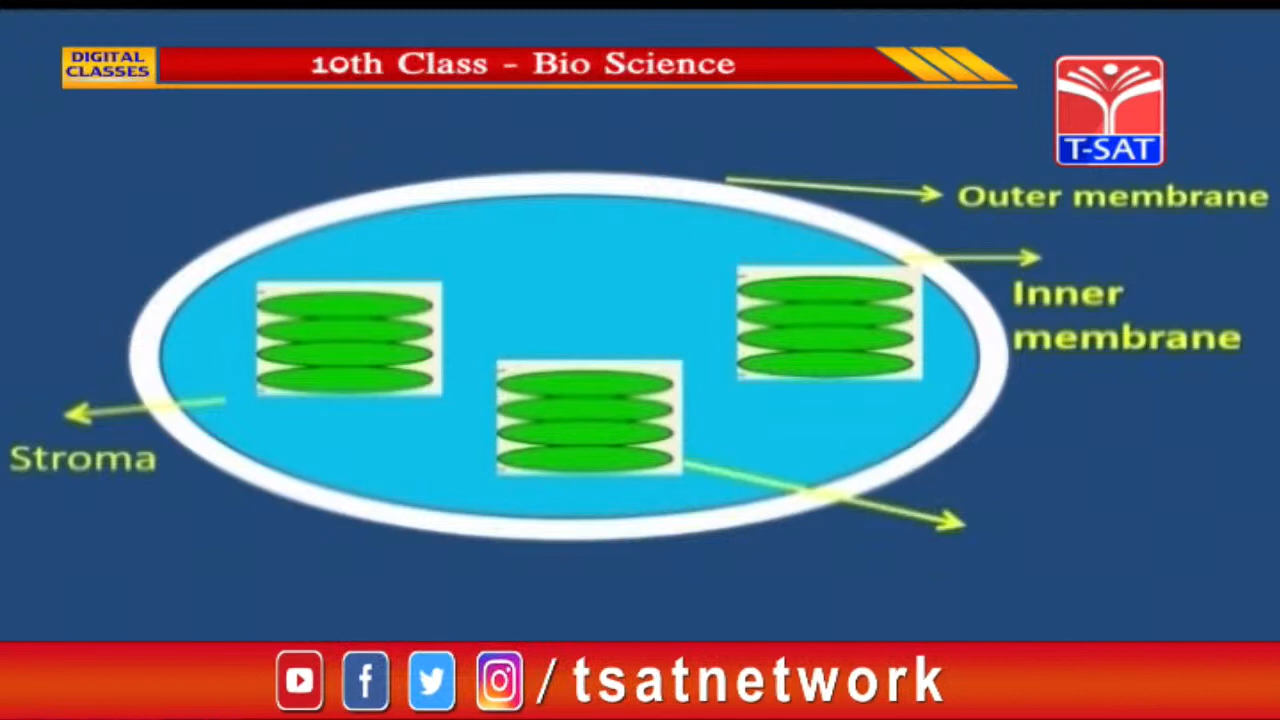 DIGITAL
CLASSES
10th Class - Bio Science
T-SAT
Outer membrane
Inner
membrane
Stroma
/tsatnetwork